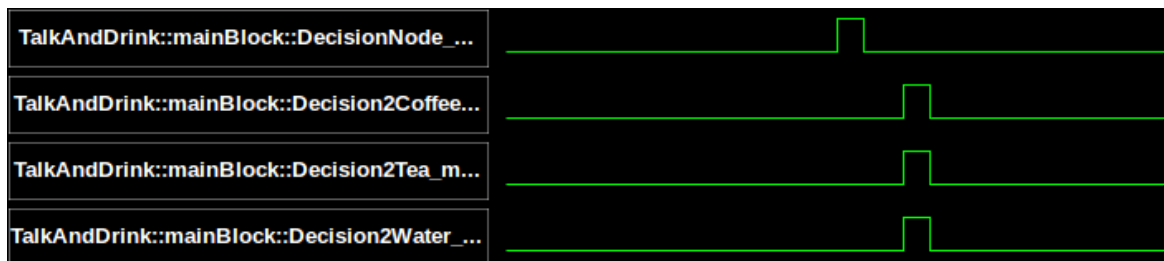 TalkAndDrink::mainBlock::DecisionNode_...
TalkAndDrink::mainBlock::Decision2Coffee...
TalkAndDrink::mainBlock::Decision2Tea_m...
TalkAndDrink::mainBlock::Decision2Water_...